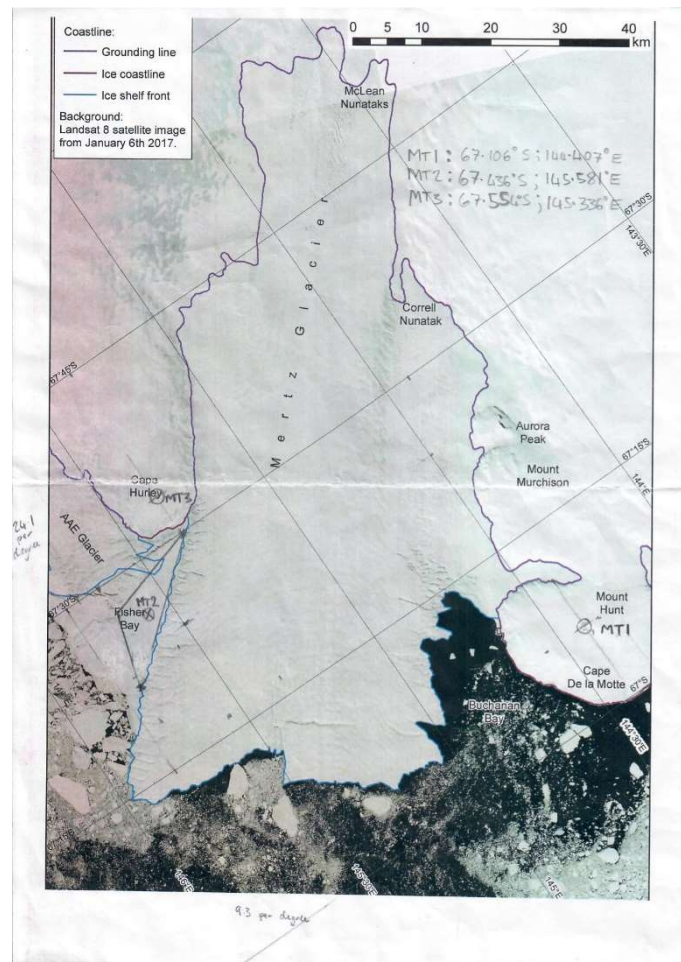 Coastline:
Grounding line
Ice coastline
Ice shelf front
Background:
Landsat 8 satellite image
from January 6th 2017.
0 5 10 20 30 40
km
McLean
Nunataks
MT1 : 67.106°S ; 144.407°E
MT2 : 67.436°S ; 145.581°E
MT3 : 67.554°S ; 145.336°E
67°30'S
143°30'E
Mertz Glacier
Correll
Nunatak
67°45'S
Aurora
Peak
67°15'S
Mount
Murchison
144°E
Cape
Hurley
MT3
AAE Glacier
24.1
per
degree
67°30'S
MT2
Fisher
Bay
Mount
Hunt
MT1
Cape
De la Motte
67°S
Buchanan
Bay
144°30'E
146°E
145°30'E
145°E
93 per degree